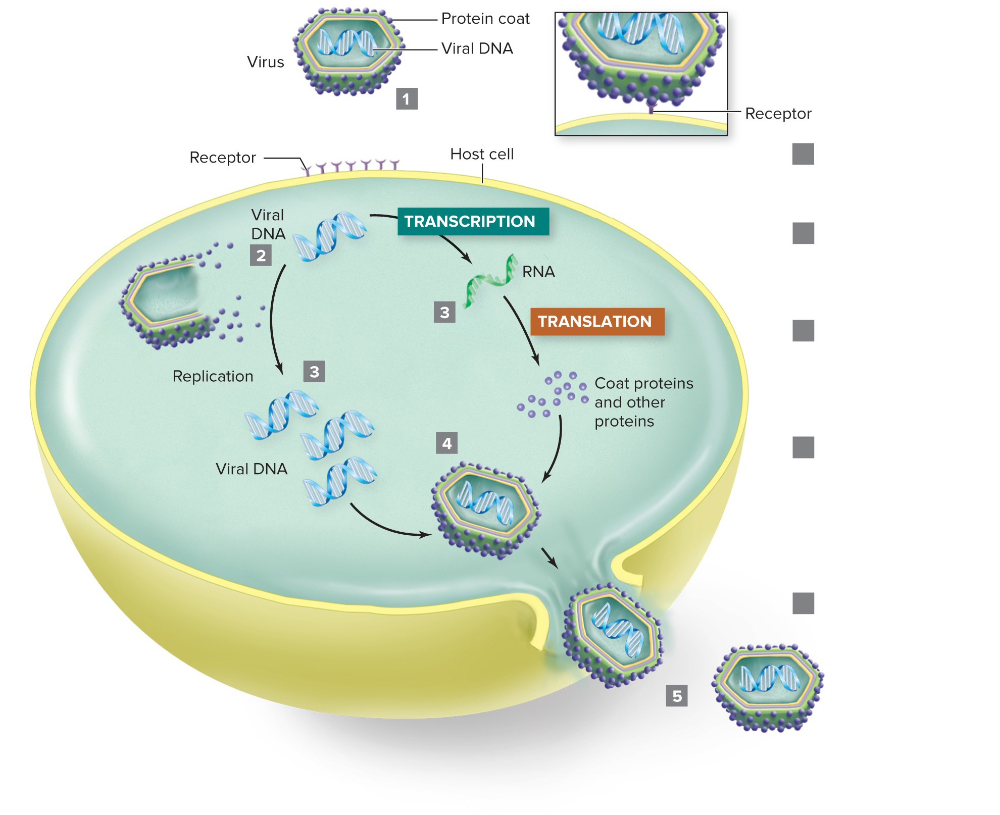 Protein coat
Viral DNA
Virus
1
Receptor
Receptor
Host cell
Viral
DNA
2
TRANSCRIPTION
RNA
3
TRANSLATION
Replication
3
Coat proteins
and other
proteins
4
Viral DNA
5